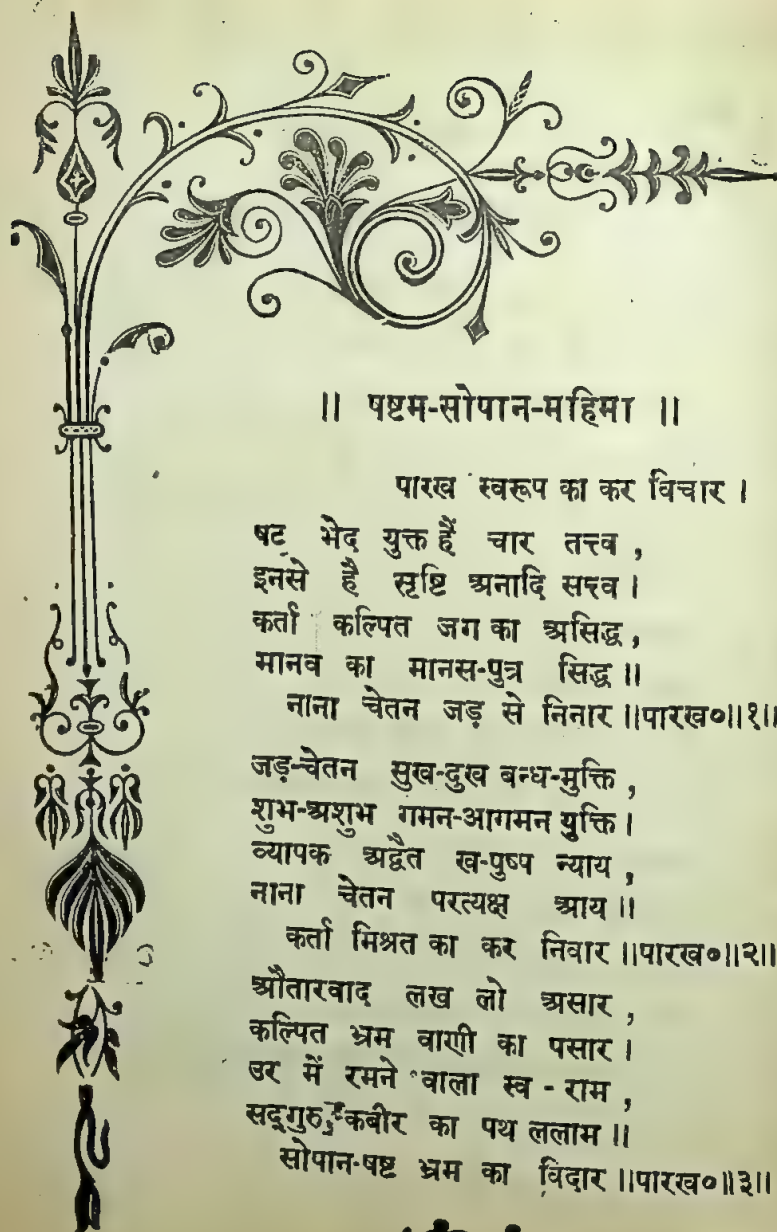 ॥ षष्टम-सोपान-महिमा ॥
पारख स्वरूप का कर विचार ।
षट भेद युक्त हैं चार तत्त्व ,
इनसे है सृष्टि अनादि सत्त्व ।
कर्ता कल्पित जग का असिद्ध ,
मानव का मानस-पुत्र सिद्ध ॥
नाना चेतन जड़ से निनार ॥पारख०॥१॥
जड़-चेतन सुख-दुख बन्ध-मुक्ति ,
शुभ-अशुभ गमन-आगमन युक्ति ।
व्यापक अद्वैत ख-पुष्प न्याय ,
नाना चेतन परत्यक्ष आय ॥
कर्ता मिश्रत का कर निवार ॥पारख०॥२॥
औतारवाद लख लो असार ,
कल्पित भ्रम वाणी का पसार ।
उर में रमने वाला स्व - राम ,
सद्गुरु कबीर का पथ ललाम ॥
सोपान-षष्ट भ्रम का विदार ॥पारख०॥३॥